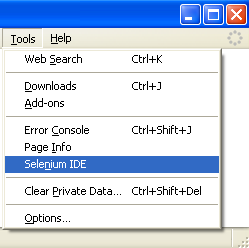 Tools Help
Web Search Ctrl+K
Downloads Ctrl+J
Add-ons
Error Console Ctrl+Shift+J
Page Info
Selenium IDE
Clear Private Data... Ctrl+Shift+Del
Options...